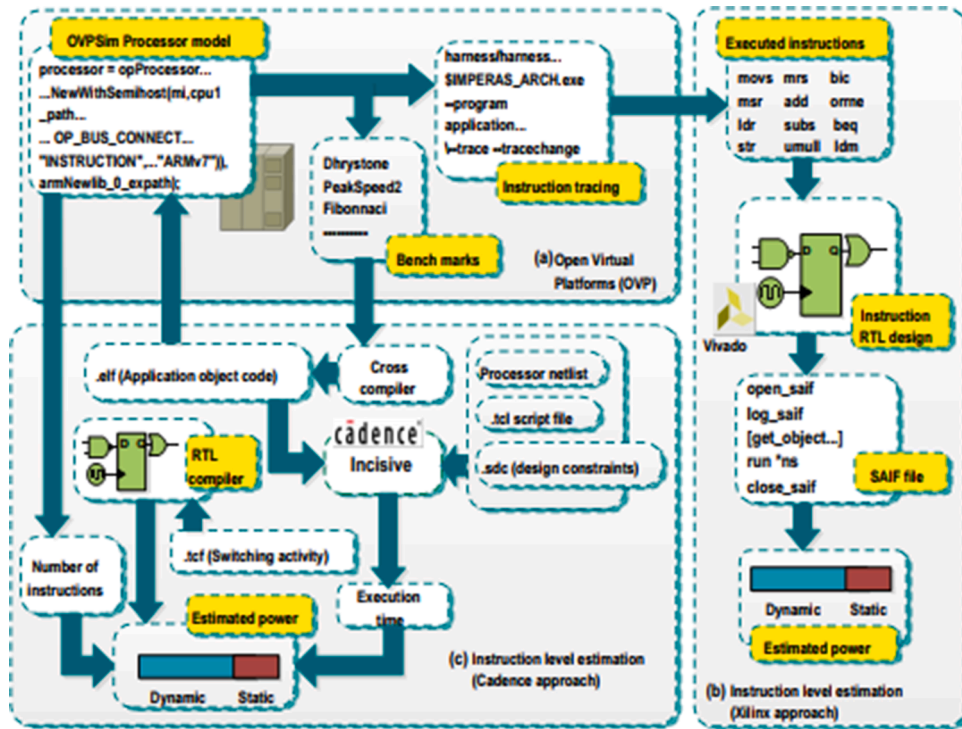 OVPSim Processor model
processor = opProcessor...
...NewWithSemihost(mi,cpu1
_path...
... OP_BUS_CONNECT...
"INSTRUCTION",..."ARMv7")),
armNewlib_0_expath);
harness/harness...
$IMPERAS_ARCH.exe
--program
application...
\--trace --tracechange
Instruction tracing
Dhrystone
PeakSpeed2
Fibonnaci
----------
Bench marks
(a) Open Virtual
Platforms (OVP)
Executed instructions
movs mrs bic
msr add orrne
ldr subs beq
str umull ldm
Vivado
Instruction
RTL design
open_saif
log_saif
[get_object...]
run *ns
close_saif
SAIF file
Dynamic Static
Estimated power
(b) Instruction level estimation
(Xilinx approach)
.elf (Application object code)
Cross
compiler
Processor netlist
.tcl script file
.sdc (design constraints)
cādence
Incisive
RTL
compiler
.tcf (Switching activity)
Number of
instructions
Execution
time
Estimated power
Dynamic Static
(c) Instruction level estimation
(Cadence approach)